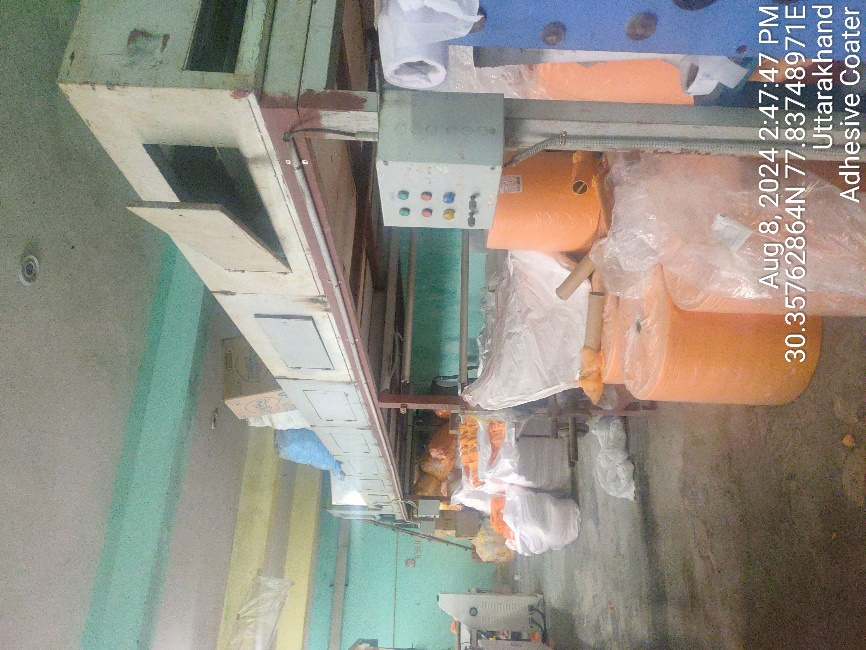 Aug 8, 2024 2:47:47 PM
30.35762864N 77.83748971E
Uttarakhand
Adhesive Coater